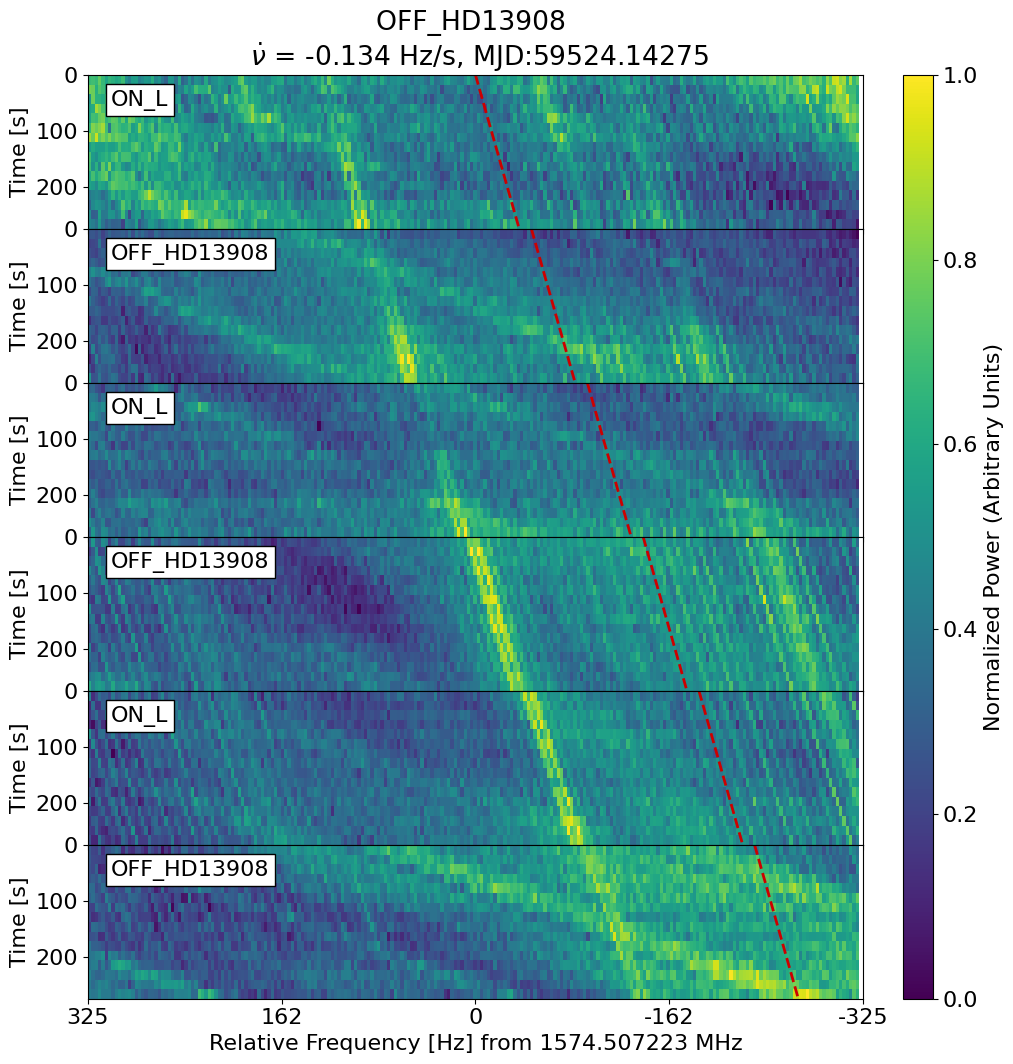 OFF_HD13908
ν̇ = -0.134 Hz/s, MJD:59524.14275
ON_L
OFF_HD13908
ON_L
OFF_HD13908
ON_L
OFF_HD13908
Time [s]
0
100
200
Time [s]
0
100
200
Time [s]
0
100
200
Time [s]
0
100
200
Time [s]
0
100
200
Time [s]
0
100
200
325
162
0
-162
-325
Relative Frequency [Hz] from 1574.507223 MHz
1.0
0.8
0.6
0.4
0.2
0.0
Normalized Power (Arbitrary Units)